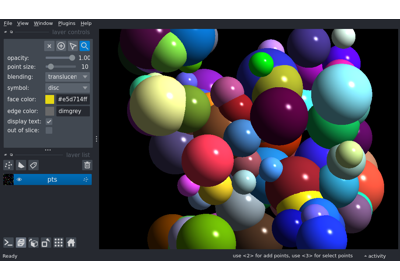 File View Window Plugins Help
layer controls
opacity: 1.00
point size: 10
blending: translucen
symbol: disc
face color: #e5d714ff
edge color: dimgrey
display text:
out of slice:
layer list
pts
Ready use <2> for add points, use <3> for select points activity